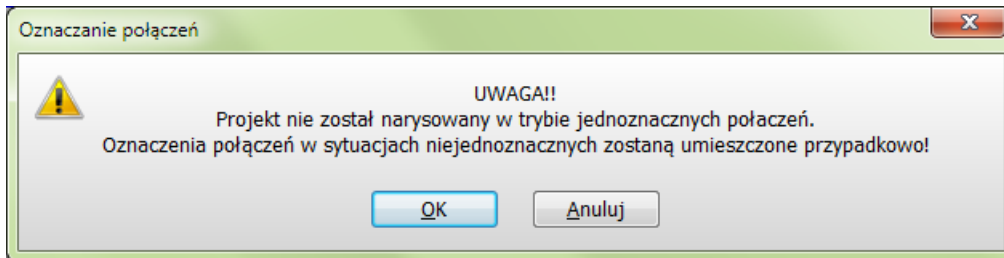 Oznaczanie połączeń
UWAGA!!
Projekt nie został narysowany w trybie jednoznacznych połaczeń.
Oznaczenia połączeń w sytuacjach niejednoznacznych zostaną umieszczone przypadkowo!
OK
Anuluj